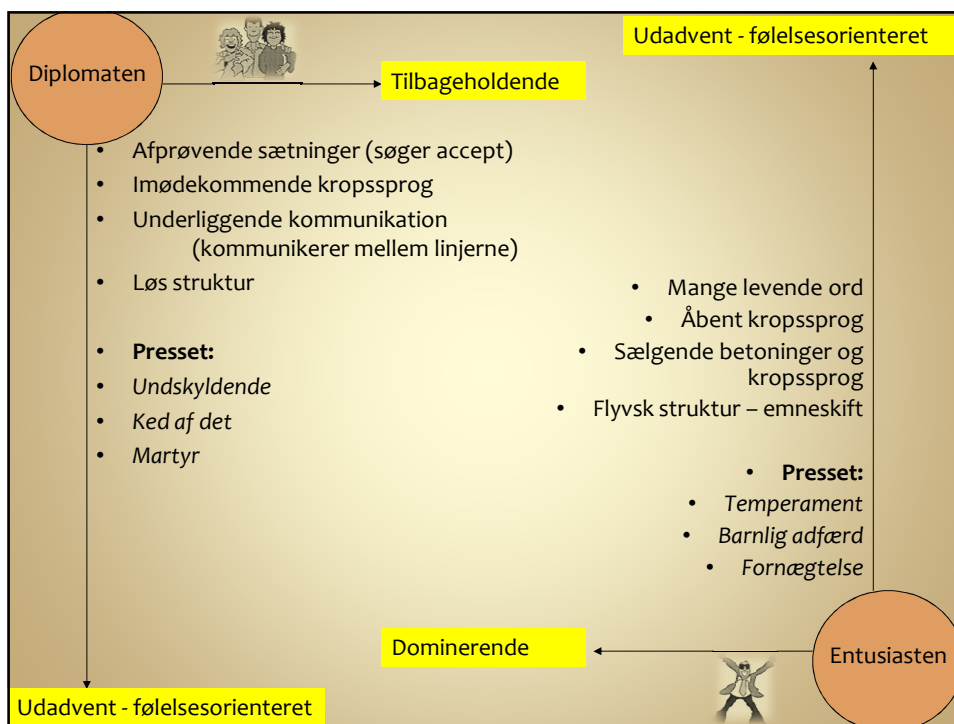 Diplomaten
Tilbageholdende
• Afprøvende sætninger (søger accept)
• Imødekommende kropssprog
• Underliggende kommunikation
(kommunikerer mellem linjerne)
• Løs struktur
• Presset:
• Undskyldende
• Ked af det
• Martyr
Udadvent - følelsesorienteret
Udadvent - følelsesorienteret
• Mange levende ord
• Åbent kropssprog
• Sælgende betoninger og
kropssprog
• Flyvsk struktur – emneskift
• Presset:
• Temperament
• Barnlig adfærd
• Fornægtelse
Dominerende
Entusiasten